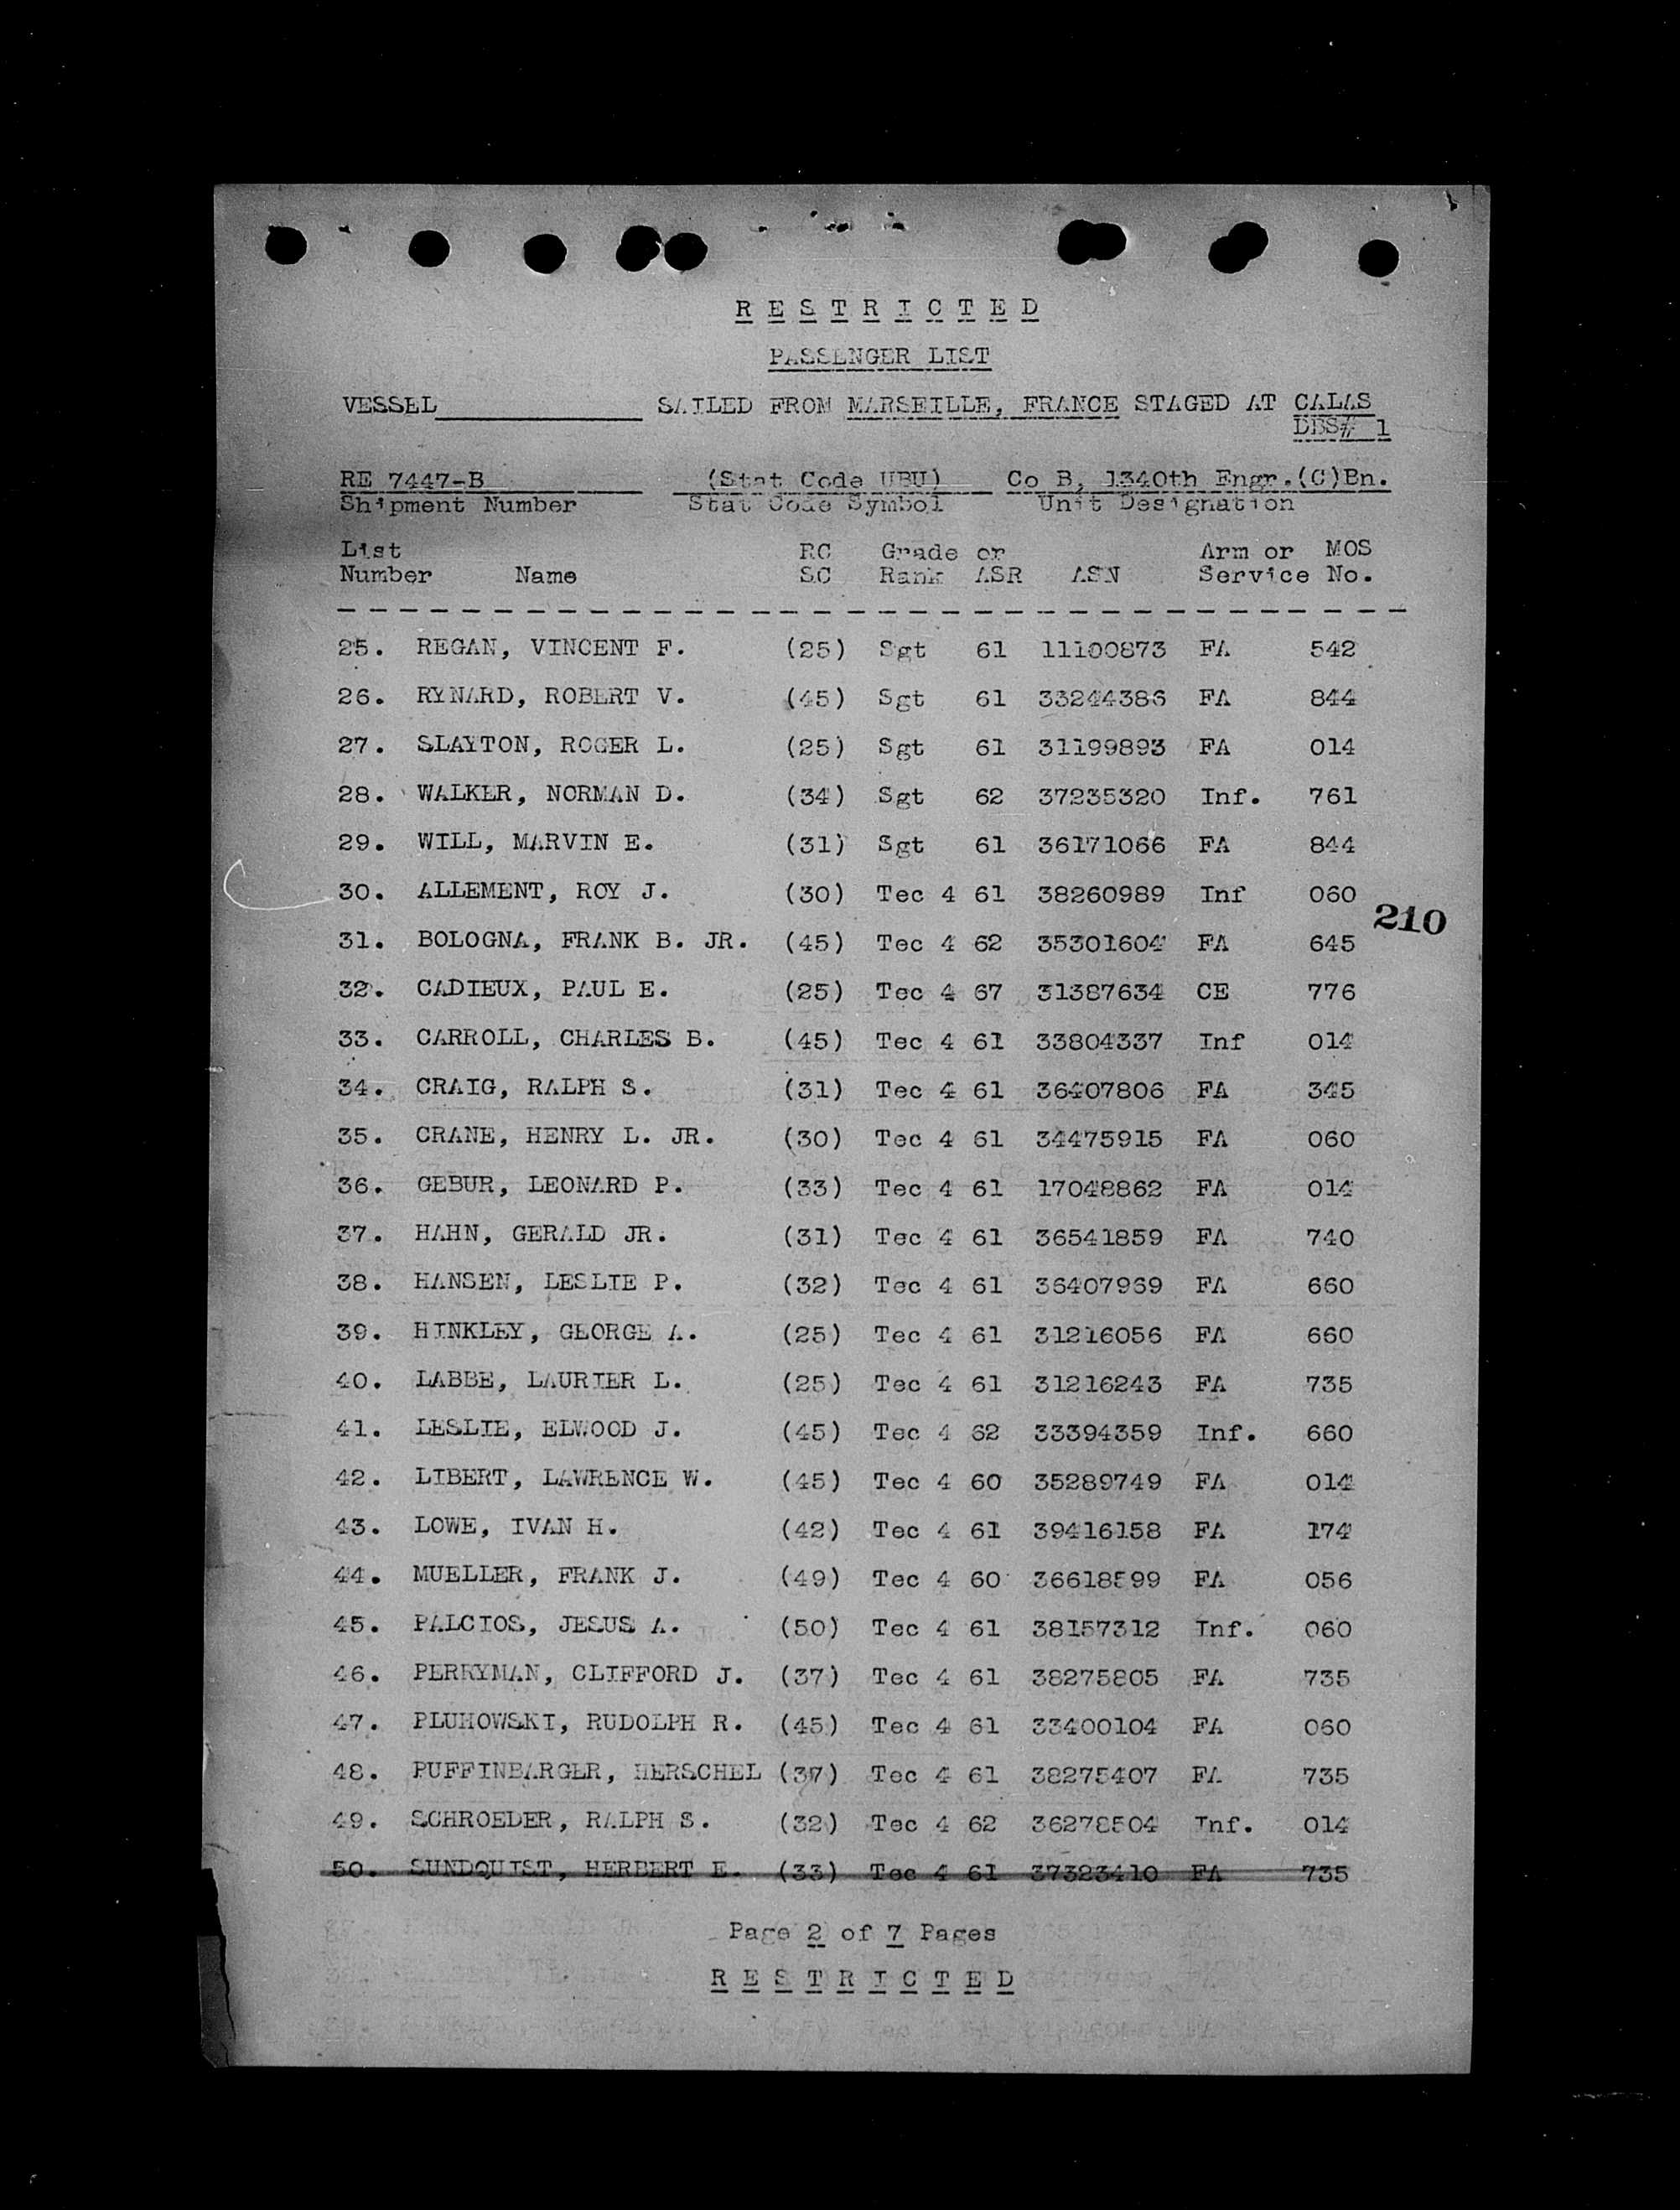 RESTRICTED
PASSENGER LIST
VESSEL SAILED FROM MARSEILLE, FRANCE STAGED AT CALAS
DBS# 1
RE 7447-B (Stat Code UBU) Co B, 1340th Engr.(C)Bn.
Shipment Number Stat Code Symbol Unit Designation
List RC Grade or Arm or MOS
Number Name SC Rank ASR ASN Service No.
25. REGAN, VINCENT F. (25) Sgt 61 11100873 FA 542
26. RYNARD, ROBERT V. (45) Sgt 61 33244386 FA 844
27. SLAYTON, ROGER L. (25) Sgt 61 31199893 FA 014
28. WALKER, NORMAN D. (34) Sgt 62 37235320 Inf. 761
29. WILL, MARVIN E. (31) Sgt 61 36171066 FA 844
30. ALLEMENT, ROY J. (30) Tec 4 61 38260989 Inf 060
210
31. BOLOGNA, FRANK B. JR. (45) Tec 4 62 35301604 FA 645
32. CADIEUX, PAUL E. (25) Tec 4 67 31387634 CE 776
33. CARROLL, CHARLES B. (45) Tec 4 61 33804337 Inf 014
34. CRAIG, RALPH S. (31) Tec 4 61 36407806 FA 345
35. CRANE, HENRY L. JR. (30) Tec 4 61 34475915 FA 060
36. GEBUR, LEONARD P. (33) Tec 4 61 17048862 FA 014
37. HAHN, GERALD JR. (31) Tec 4 61 36541859 FA 740
38. HANSEN, LESLIE P. (32) Tec 4 61 36407969 FA 660
39. HINKLEY, GEORGE A. (25) Tec 4 61 31216056 FA 660
40. LABBE, LAURIER L. (25) Tec 4 61 31216243 FA 735
41. LESLIE, ELWOOD J. (45) Tec 4 62 33394359 Inf. 660
42. LIBERT, LAWRENCE W. (45) Tec 4 60 35289749 FA 014
43. LOWE, IVAN H. (42) Tec 4 61 39416158 FA 174
44. MUELLER, FRANK J. (49) Tec 4 60 36618599 FA 056
45. PALCIOS, JESUS A. (50) Tec 4 61 38157312 Inf. 060
46. PERRYMAN, CLIFFORD J. (37) Tec 4 61 38275805 FA 735
47. PLUHOWSKI, RUDOLPH R. (45) Tec 4 61 33400104 FA 060
48. PUFFINBARGER, HERSCHEL (37) Tec 4 61 38275407 FA 735
49. SCHROEDER, RALPH S. (32) Tec 4 62 36278504 Inf. 014
50. SUNDQUIST, HERBERT E. (33) Tec 4 61 37323410 FA 735
Page 2 of 7 Pages
RESTRICTED